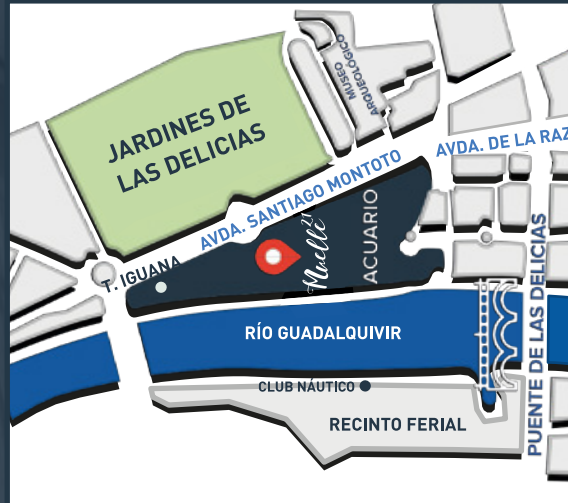 MUSEO
ARQUEOLÓGICO
JARDINES DE
LAS DELICIAS
AVDA. DE LA RAZ
AVDA. SANTIAGO MONTOTO
T. IGUANA
Muelle 21
ACUARIO
RÍO GUADALQUIVIR
PUENTE DE LAS DELICIAS
CLUB NÁUTICO
RECINTO FERIAL